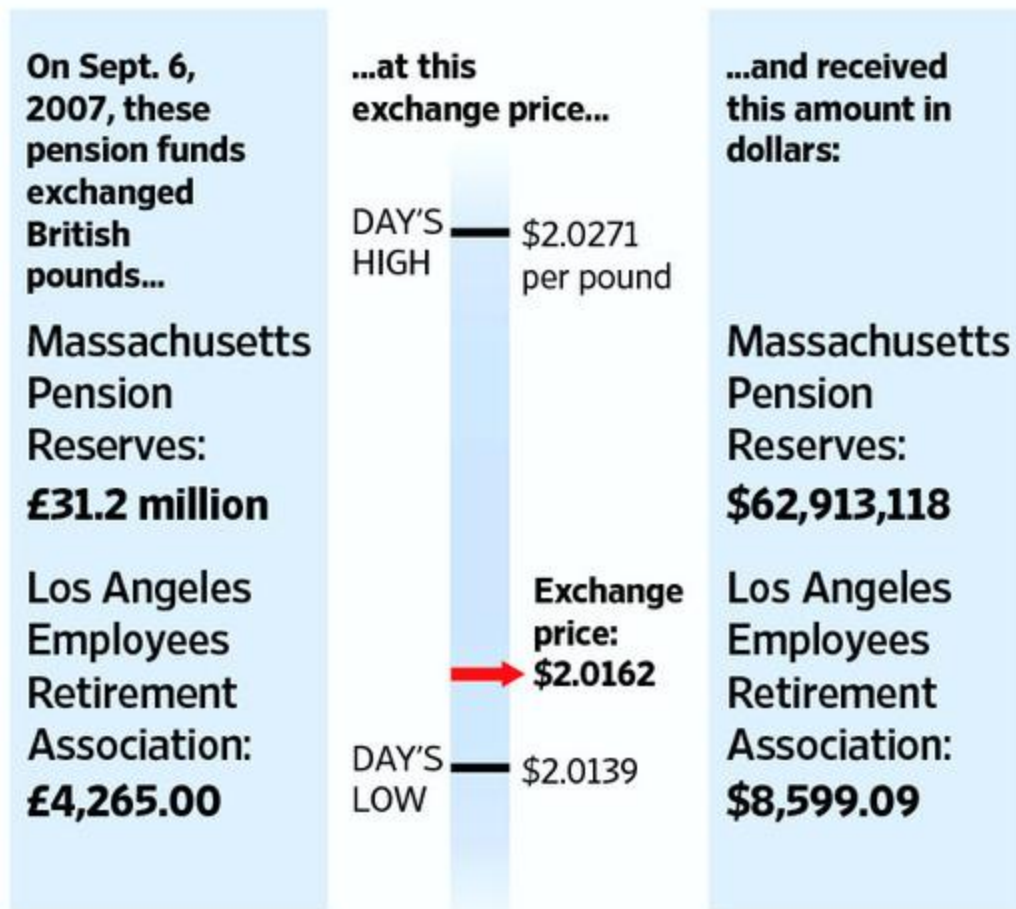 On Sept. 6,
2007, these
pension funds
exchanged
British
pounds...
Massachusetts
Pension
Reserves:
£31.2 million
Los Angeles
Employees
Retirement
Association:
£4,265.00
...at this
exchange price...
DAY'S
HIGH
$2.0271
per pound
Exchange
price:
$2.0162
DAY'S
LOW
$2.0139
...and received
this amount in
dollars:
Massachusetts
Pension
Reserves:
$62,913,118
Los Angeles
Employees
Retirement
Association:
$8,599.09